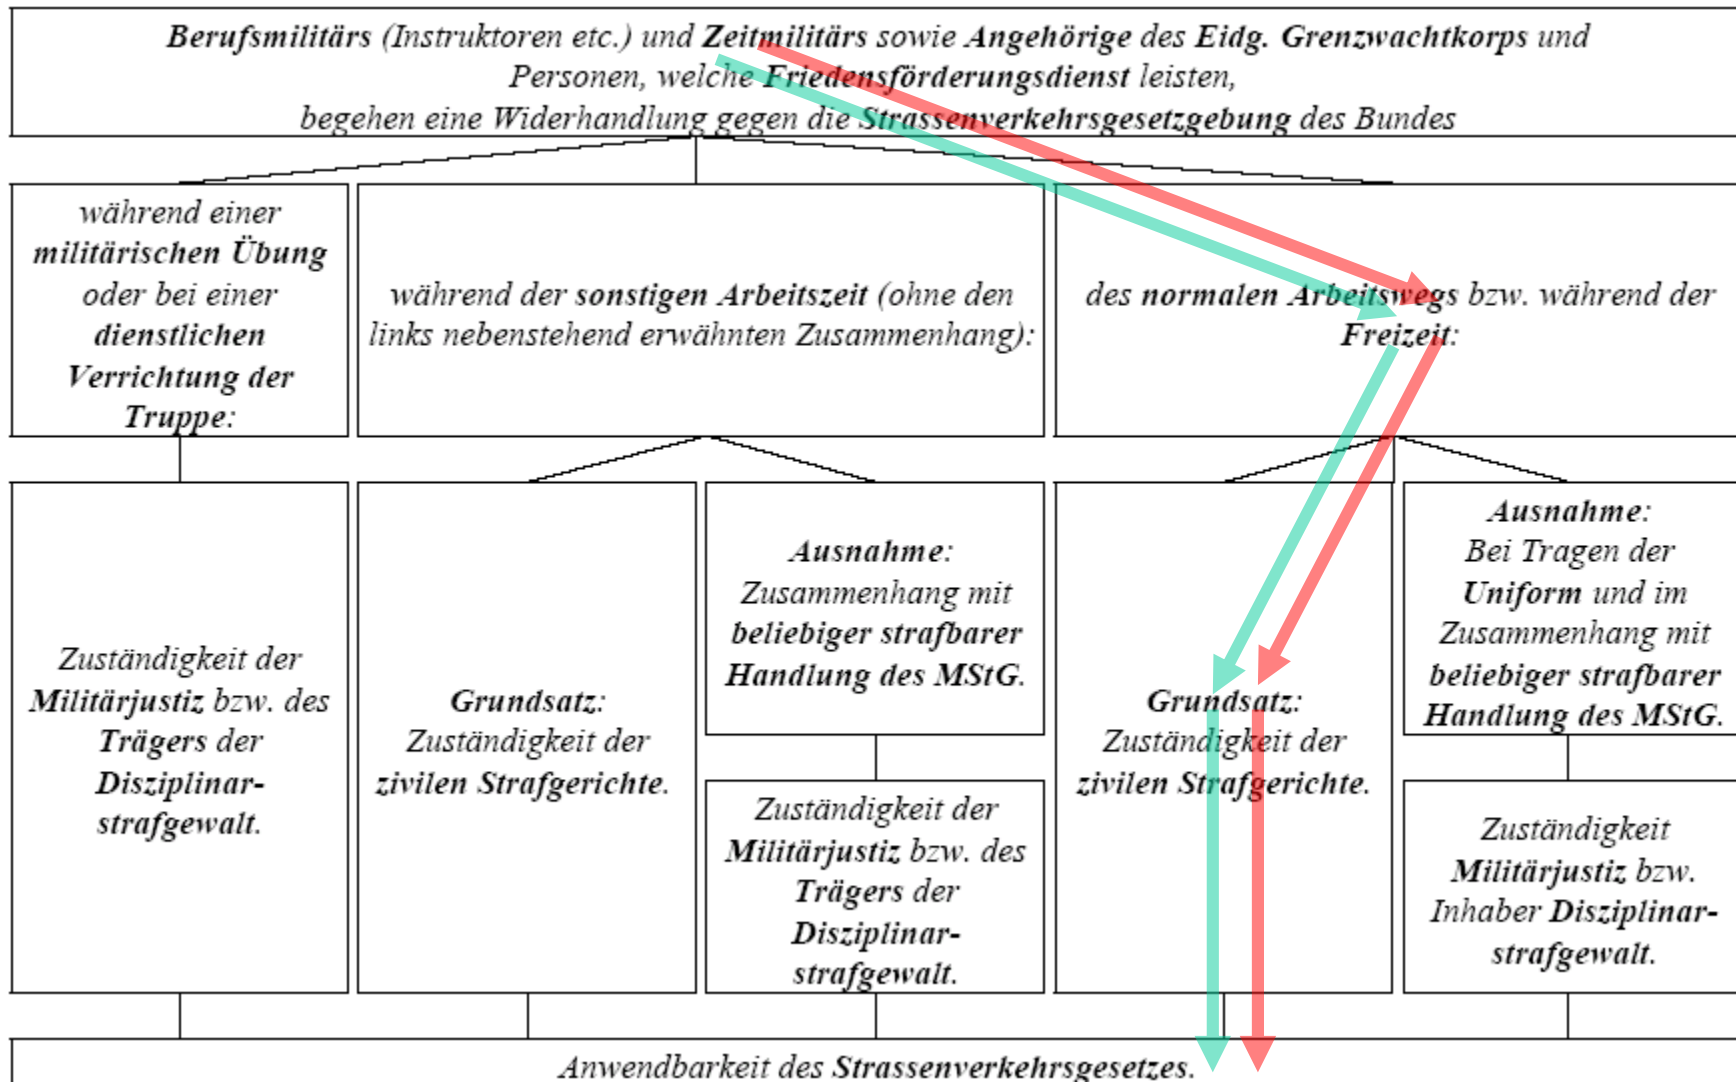 Berufsmilitärs (Instruktoren etc.) und Zeitmilitärs sowie Angehörige des Eidg. Grenzwachtkorps und
Personen, welche Friedensförderungsdienst leisten,
begehen eine Widerhandlung gegen die Strassenverkehrsgesetzgebung des Bundes
während einer
militärischen Übung
oder bei einer
dienstlichen
Verrichtung der
Truppe:
während der sonstigen Arbeitszeit (ohne den
links nebenstehend erwähnten Zusammenhang):
des normalen Arbeitswegs bzw. während der
Freizeit:
Zuständigkeit der
Militärjustiz bzw. des
Trägers der
Disziplinar-
strafgewalt.
Grundsatz:
Zuständigkeit der
zivilen Strafgerichte.
Ausnahme:
Zusammenhang mit
beliebiger strafbarer
Handlung des MStG.
Zuständigkeit der
Militärjustiz bzw. des
Trägers der
Disziplinar-
strafgewalt.
Grundsatz:
Zuständigkeit der
zivilen Strafgerichte.
Ausnahme:
Bei Tragen der
Uniform und im
Zusammenhang mit
beliebiger strafbarer
Handlung des MStG.
Zuständigkeit
Militärjustiz bzw.
Inhaber Disziplinar-
strafgewalt.
Anwendbarkeit des Strassenverkehrsgesetzes.